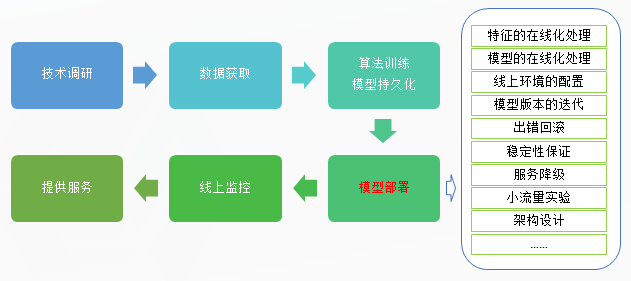 技术调研
数据获取
算法训练
模型持久化
提供服务
线上监控
模型部署
特征的在线化处理
模型的在线化处理
线上环境的配置
模型版本的迭代
出错回滚
稳定性保证
服务降级
小流量实验
架构设计
……